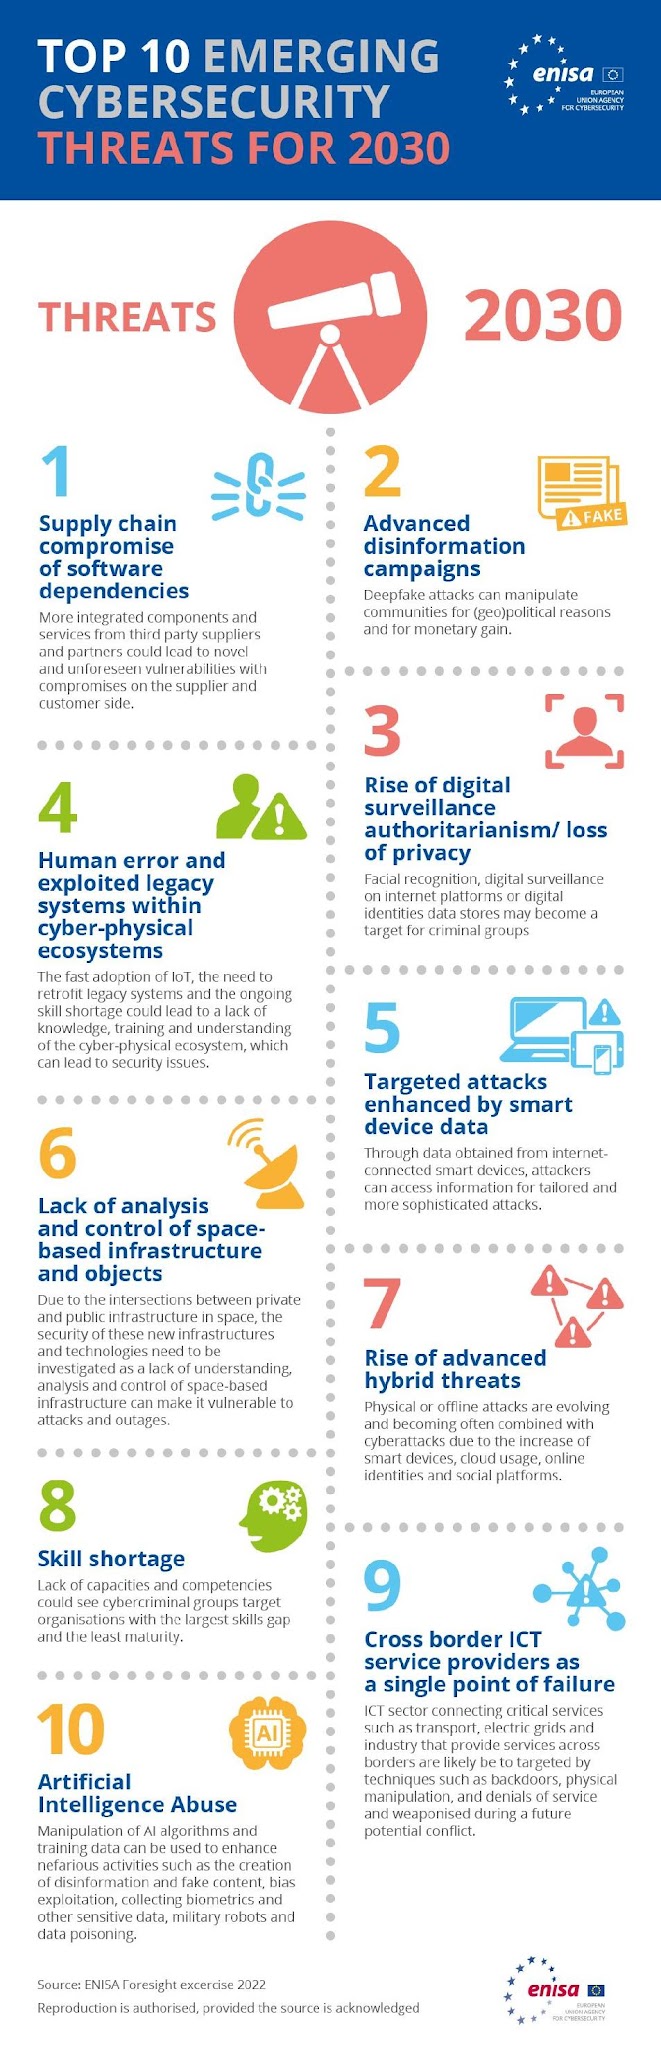 TOP 10 EMERGING
CYBERSECURITY
THREATS FOR 2030
enisa
EUROPEAN
UNION AGENCY
FOR CYBERSECURITY
THREATS
2030
1
Supply chain
compromise
of software
dependencies
More integrated components and
services from third party suppliers
and partners could lead to novel
and unforeseen vulnerabilities with
compromises on the supplier and
customer side.
2
FAKE
Advanced
disinformation
campaigns
Deepfake attacks can manipulate
communities for (geo)political reasons
and for monetary gain.
3
Rise of digital
surveillance
authoritarianism/ loss
of privacy
Facial recognition, digital surveillance
on internet platforms or digital
identities data stores may become a
target for criminal groups
4
Human error and
exploited legacy
systems within
cyber-physical
ecosystems
The fast adoption of IoT, the need to
retrofit legacy systems and the ongoing
skill shortage could lead to a lack of
knowledge, training and understanding
of the cyber-physical ecosystem, which
can lead to security issues.
5
Targeted attacks
enhanced by smart
device data
Through data obtained from internet-
connected smart devices, attackers
can access information for tailored and
more sophisticated attacks.
6
Lack of analysis
and control of space-
based infrastructure
and objects
Due to the intersections between private
and public infrastructure in space, the
security of these new infrastructures
and technologies need to be
investigated as a lack of understanding,
analysis and control of space-based
infrastructure can make it vulnerable to
attacks and outages.
7
Rise of advanced
hybrid threats
Physical or offline attacks are evolving
and becoming often combined with
cyberattacks due to the increase of
smart devices, cloud usage, online
identities and social platforms.
8
Skill shortage
Lack of capacities and competencies
could see cybercriminal groups target
organisations with the largest skills gap
and the least maturity.
9
Cross border ICT
service providers as
a single point of failure
ICT sector connecting critical services
such as transport, electric grids and
industry that provide services across
borders are likely be to targeted by
techniques such as backdoors, physical
manipulation, and denials of service
and weaponised during a future
potential conflict.
10
AI
Artificial
Intelligence Abuse
Manipulation of AI algorithms and
training data can be used to enhance
nefarious activities such as the creation
of disinformation and fake content, bias
exploitation, collecting biometrics and
other sensitive data, military robots and
data poisoning.
Source: ENISA Foresight excercise 2022
Reproduction is authorised, provided the source is acknowledged
enisa
EUROPEAN
UNION AGENCY
FOR CYBERSECURITY